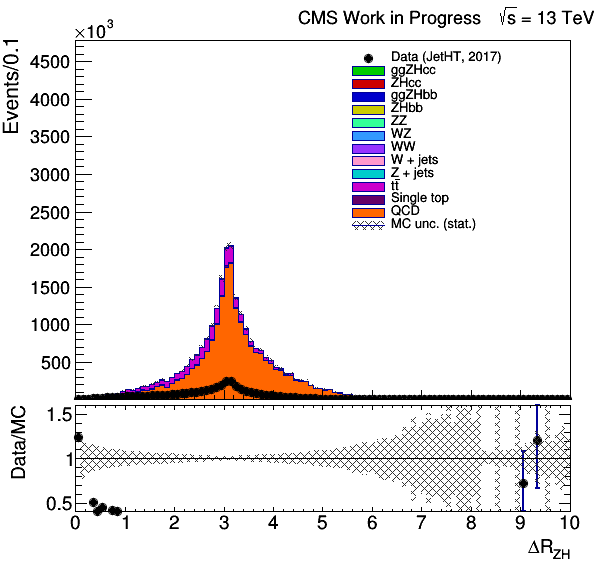 CMS Work in Progress √s = 13 TeV
×10³
Events/0.1
4500
4000
3500
3000
2500
2000
1500
1000
500
Data (JetHT, 2017)
ggZHcc
ZHcc
ggZHbb
ZHbb
ZZ
WZ
WW
W + jets
Z + jets
tt̄
Single top
QCD
MC unc. (stat.)
Data/MC
1.5
1
0.5
0 1 2 3 4 5 6 7 8 9 10
ΔR_ZH